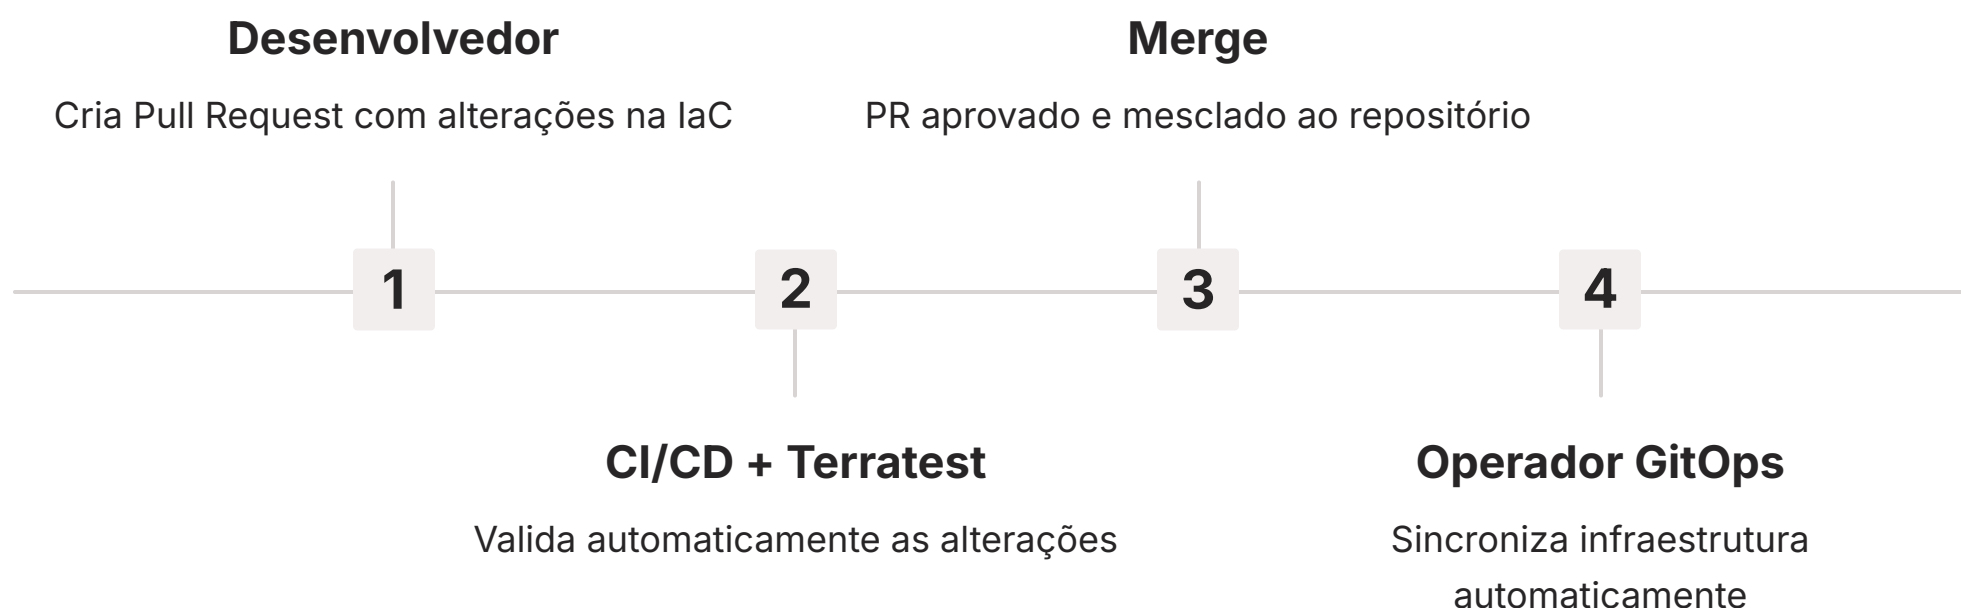 Desenvolvedor
Cria Pull Request com alterações na IaC
Merge
PR aprovado e mesclado ao repositório
1
2
3
4
CI/CD + Terratest
Valida automaticamente as alterações
Operador GitOps
Sincroniza infraestrutura
automaticamente